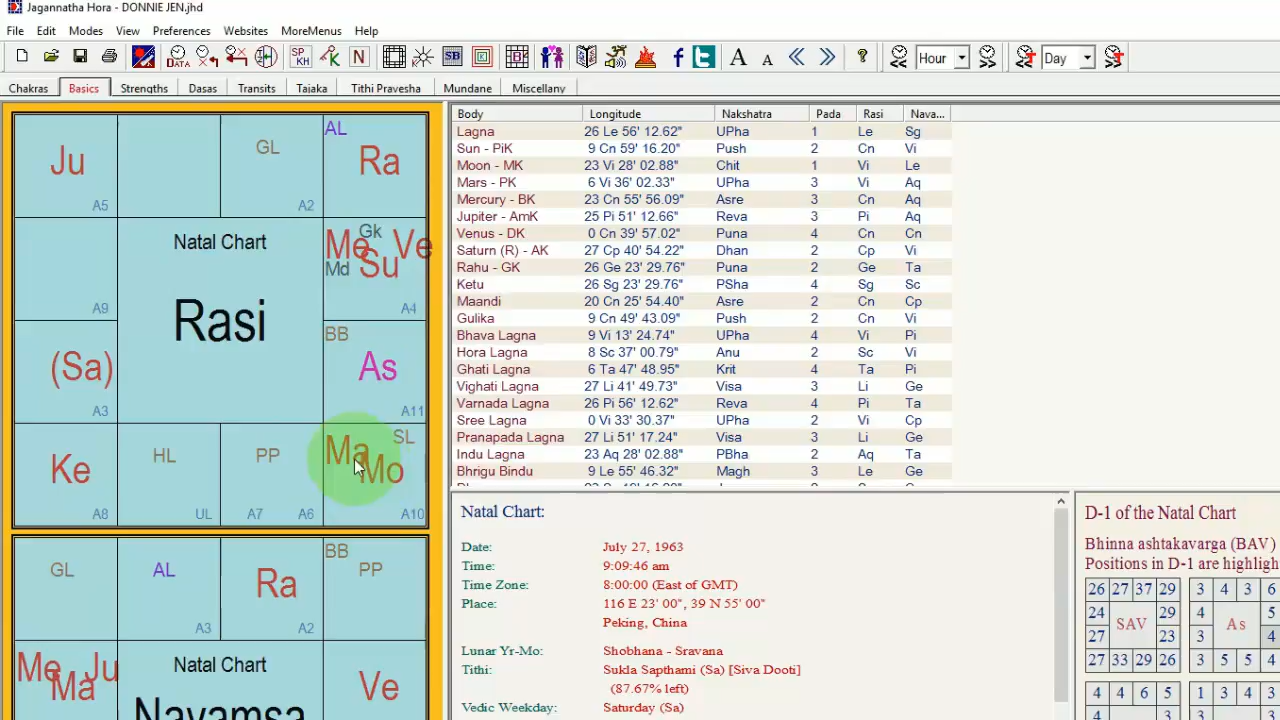 Jagannatha Hora - DONNIE JEN.jhd
File Edit Modes View Preferences Websites MoreMenus Help
DATA SP KH N SB K f t A A ? Hour Day
Chakras Basics Strengths Dasas Transits Tajaka Tithi Pravesha Mundane Miscellany
Ju A5
GL A2
AL Ra
A9
Natal Chart
Rasi
Me Gk Ve
Md Su
A4
(Sa) A3
BB As A11
Ke A8
HL UL
PP A7 A6
Ma SL Mo A10
GL
AL A3
Ra A2
BB PP
Me Ju Ma
Natal Chart
Navamsa
Ve
Body Longitude Nakshatra Pada Rasi Nava...
Lagna 26 Le 56' 12.62" UPha 1 Le Sg
Sun - PiK 9 Cn 59' 16.20" Push 2 Cn Vi
Moon - MK 23 Vi 28' 02.88" Chit 1 Vi Le
Mars - PK 6 Vi 36' 02.33" UPha 3 Vi Aq
Mercury - BK 23 Cn 55' 56.09" Asre 3 Cn Aq
Jupiter - AmK 25 Pi 51' 12.66" Reva 3 Pi Aq
Venus - DK 0 Cn 39' 57.02" Puna 4 Cn Cn
Saturn (R) - AK 27 Cp 40' 54.22" Dhan 2 Cp Vi
Rahu - GK 26 Ge 23' 29.76" Puna 2 Ge Ta
Ketu 26 Sg 23' 29.76" PSha 4 Sg Sc
Maandi 20 Cn 25' 54.40" Asre 2 Cn Cp
Gulika 9 Cn 49' 43.09" Push 2 Cn Vi
Bhava Lagna 9 Vi 13' 24.74" UPha 4 Vi Pi
Hora Lagna 8 Sc 37' 00.79" Anu 2 Sc Vi
Ghati Lagna 6 Ta 47' 48.95" Krit 4 Ta Pi
Vighati Lagna 27 Li 41' 49.73" Visa 3 Li Ge
Varnada Lagna 26 Pi 56' 12.62" Reva 4 Pi Ta
Sree Lagna 0 Vi 33' 30.37" UPha 2 Vi Cp
Pranapada Lagna 27 Li 51' 17.24" Visa 3 Li Ge
Indu Lagna 23 Aq 28' 02.88" PBha 2 Aq Ta
Bhrigu Bindu 9 Le 55' 46.32" Magh 3 Le Ge
Natal Chart:
Date: July 27, 1963
Time: 9:09:46 am
Time Zone: 8:00:00 (East of GMT)
Place: 116 E 23' 00", 39 N 55' 00"
Peking, China
Lunar Yr-Mo: Shobhana - Sravana
Tithi: Sukla Sapthami (Sa) [Siva Dooti]
(87.67% left)
Vedic Weekday: Saturday (Sa)
D-1 of the Natal Chart
Bhinna ashtakavarga (BAV)
Positions in D-1 are highligh
26 27 37 29 3 4 3 6
24 SAV 29 4 As 5
27 23 3 4
27 33 29 26 3 5 5 4
4 4 6 5 3 1 3 4
4 3 3